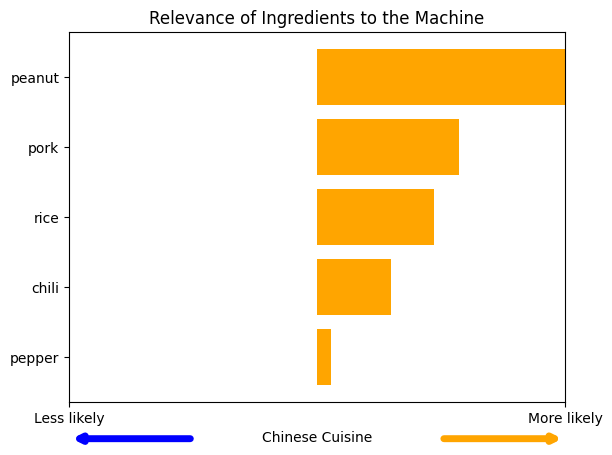 Relevance of Ingredients to the Machine
peanut
pork
rice
chili
pepper
Less likely
More likely
Chinese Cuisine